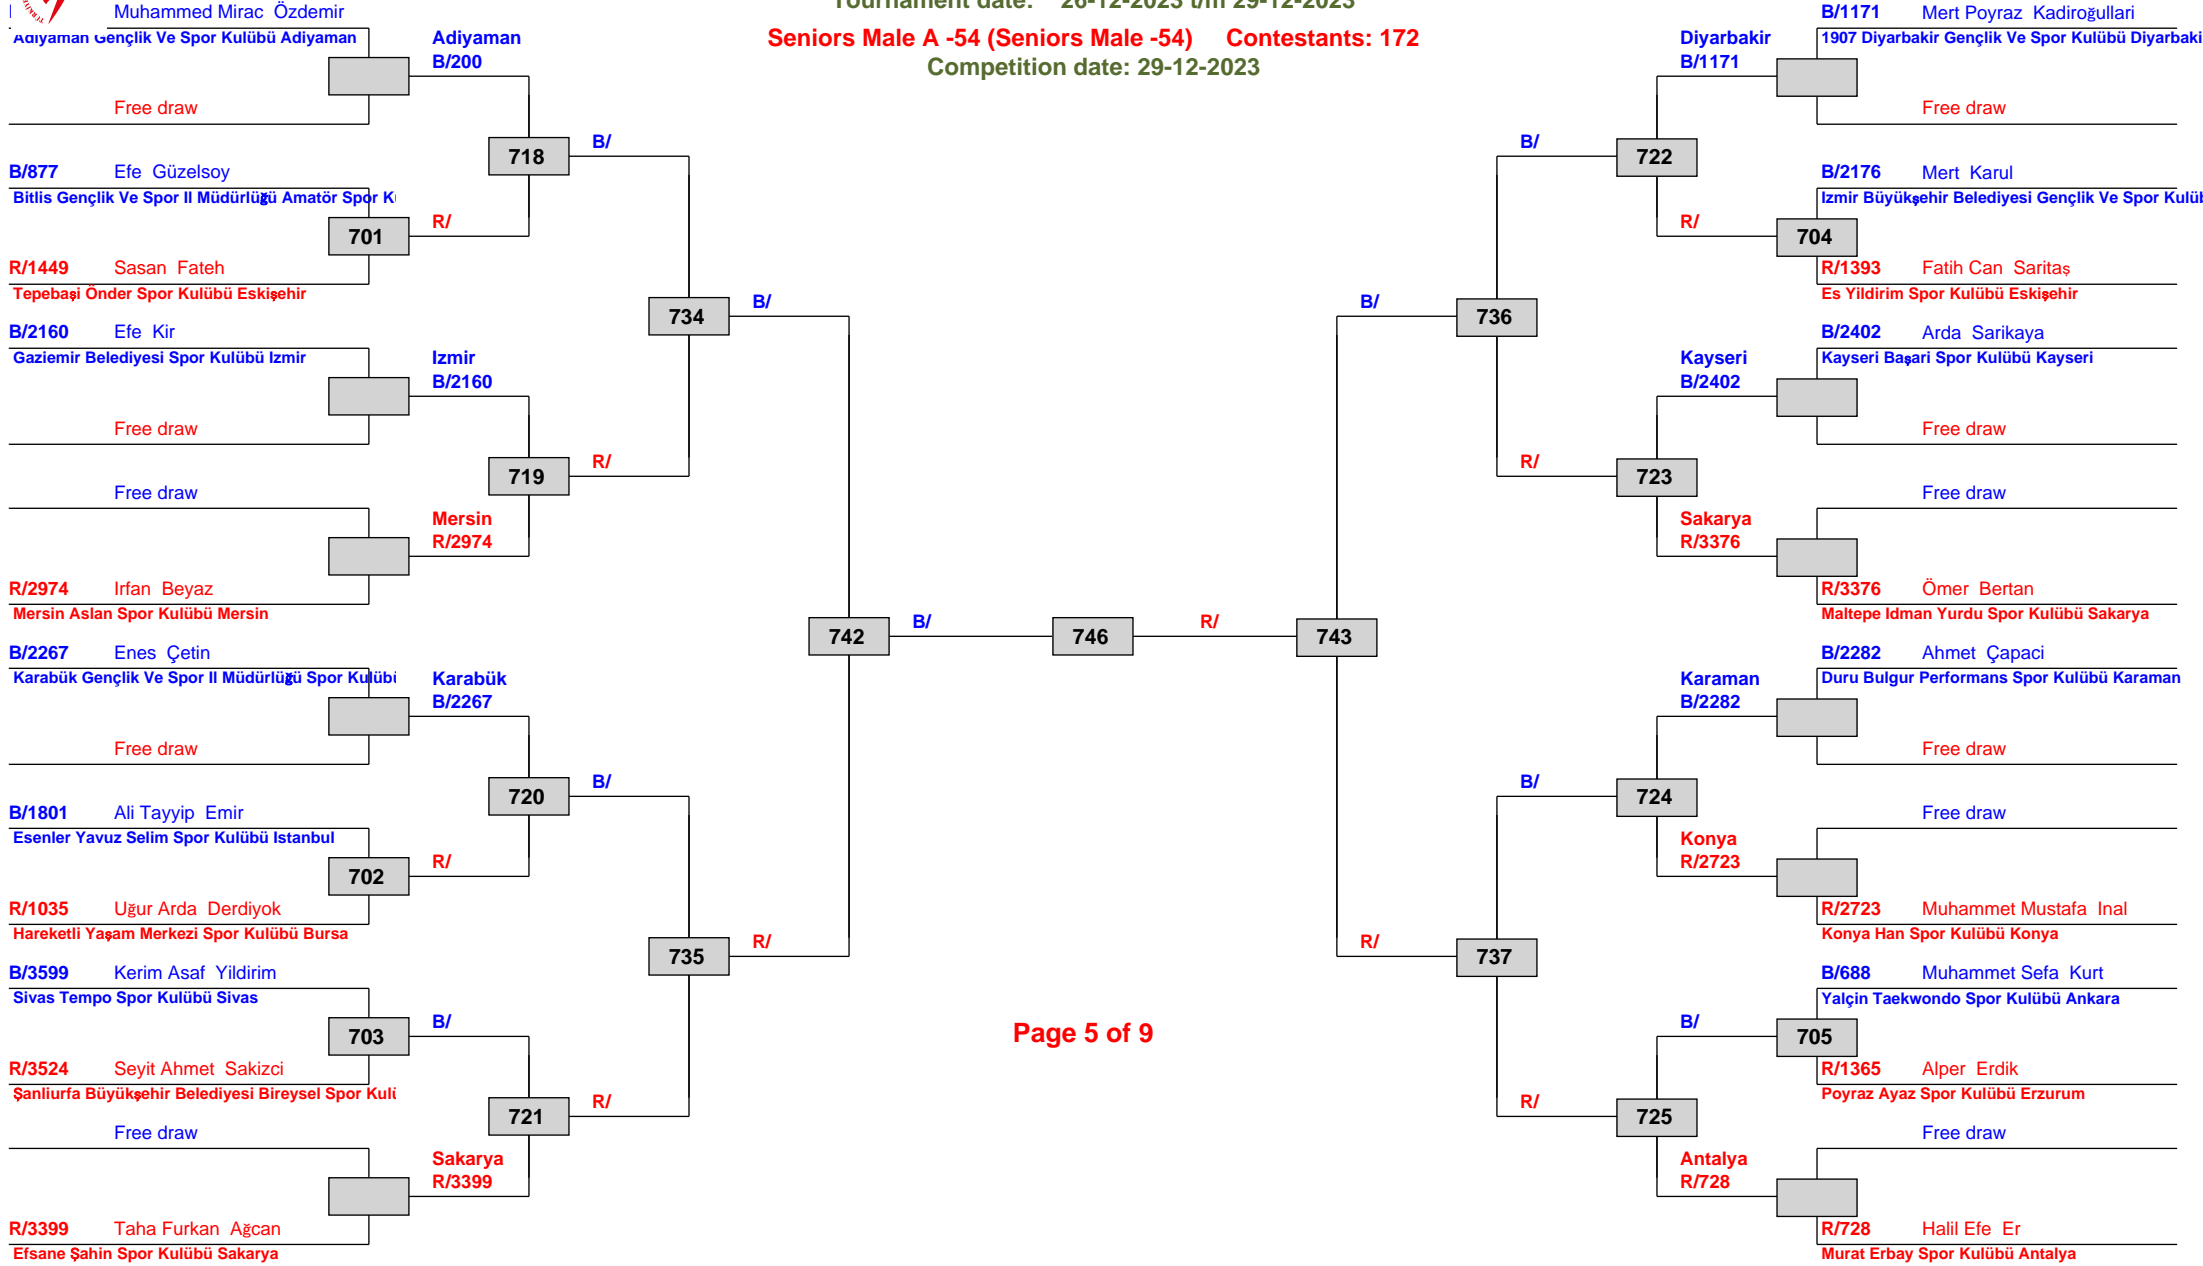 Tournament date: 26-12-2023 t/m 29-12-2023
Seniors Male A -54 (Seniors Male -54) Contestants: 172
Competition date: 29-12-2023
Muhammed Mirac Özdemir
Adiyaman Gençlik Ve Spor Kulübü Adiyaman
Adiyaman
B/200
Free draw
718
B/
B/877 Efe Güzelsoy
Bitlis Gençlik Ve Spor Il Müdürlüğü Amatör Spor
701
R/
R/1449 Sasan Fateh
Tepebaşi Önder Spor Kulübü Eskişehir
734
B/
B/2160 Efe Kir
Gaziemir Belediyesi Spor Kulübü Izmir
Izmir
B/2160
Free draw
719
R/
Free draw
Mersin
R/2974
R/2974 Irfan Beyaz
Mersin Aslan Spor Kulübü Mersin
742
B/
746
R/
743
B/2267 Enes Çetin
Karabük Gençlik Ve Spor Il Müdürlüğü Spor Kulübü
Karabük
B/2267
Free draw
720
B/
B/1801 Ali Tayyip Emir
Esenler Yavuz Selim Spor Kulübü Istanbul
702
R/
R/1035 Uğur Arda Derdiyok
Hareketli Yaşam Merkezi Spor Kulübü Bursa
735
R/
B/3599 Kerim Asaf Yildirim
Sivas Tempo Spor Kulübü Sivas
703
B/
R/3524 Seyit Ahmet Sakizci
Şanliurfa Büyükşehir Belediyesi Bireysel Spor
721
R/
Free draw
Sakarya
R/3399
R/3399 Taha Furkan Ağcan
Efsane Şahin Spor Kulübü Sakarya
Page 5 of 9
B/1171 Mert Poyraz Kadiroğullari
1907 Diyarbakir Gençlik Ve Spor Kulübü Diyarbaki
Diyarbakir
B/1171
Free draw
B/
722
B/2176 Mert Karul
Izmir Büyükşehir Belediyesi Gençlik Ve Spor Kulüb
R/
704
R/1393 Fatih Can Saritaş
Es Yildirim Spor Kulübü Eskişehir
B/
736
B/2402 Arda Sarikaya
Kayseri Başari Spor Kulübü Kayseri
Kayseri
B/2402
Free draw
R/
723
Free draw
Sakarya
R/3376
R/3376 Ömer Bertan
Maltepe Idman Yurdu Spor Kulübü Sakarya
B/2282 Ahmet Çapaci
Duru Bulgur Performans Spor Kulübü Karaman
Karaman
B/2282
Free draw
B/
724
Free draw
Konya
R/2723
R/2723 Muhammet Mustafa Inal
Konya Han Spor Kulübü Konya
R/
737
B/688 Muhammet Sefa Kurt
Yalçin Taekwondo Spor Kulübü Ankara
B/
705
R/1365 Alper Erdik
Poyraz Ayaz Spor Kulübü Erzurum
R/
725
Free draw
Antalya
R/728
R/728 Halil Efe Er
Murat Erbay Spor Kulübü Antalya